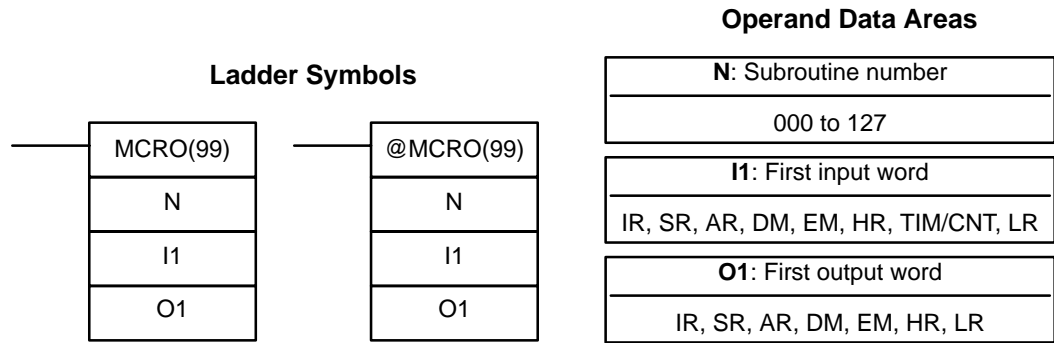 Operand Data Areas
Ladder Symbols
MCRO(99)
N
I1
O1
@MCRO(99)
N
I1
O1
N: Subroutine number
000 to 127
I1: First input word
IR, SR, AR, DM, EM, HR, TIM/CNT, LR
O1: First output word
IR, SR, AR, DM, EM, HR, LR